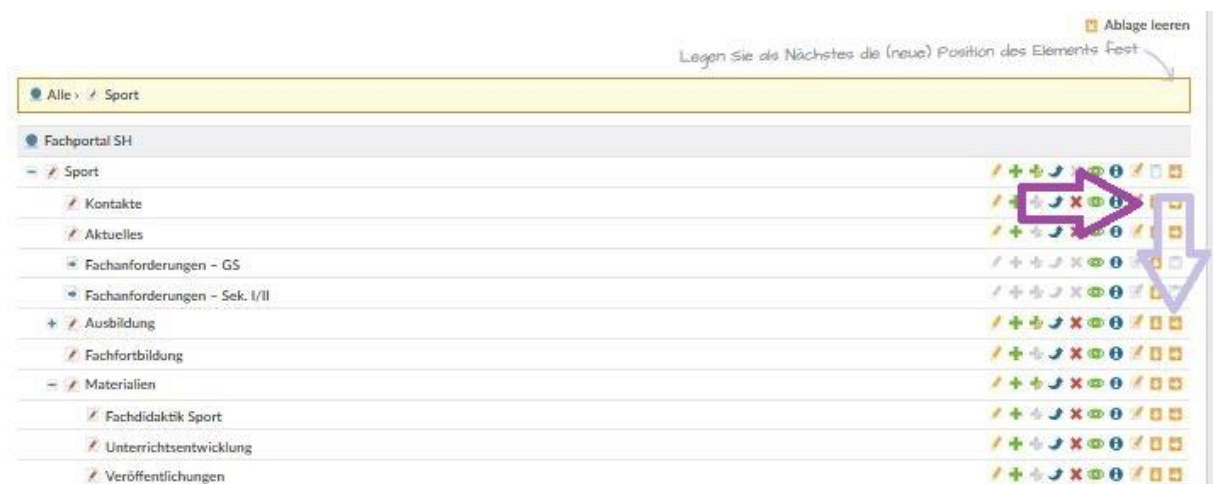 Ablage leeren
Legen Sie als Nächstes die (neue) Position des Elements fest
Alle › Sport
Fachportal SH
Sport
Kontakte
Aktuelles
Fachanforderungen – GS
Fachanforderungen – Sek. I/II
Ausbildung
Fachfortbildung
Materialien
Fachdidaktik Sport
Unterrichtsentwicklung
Veröffentlichungen